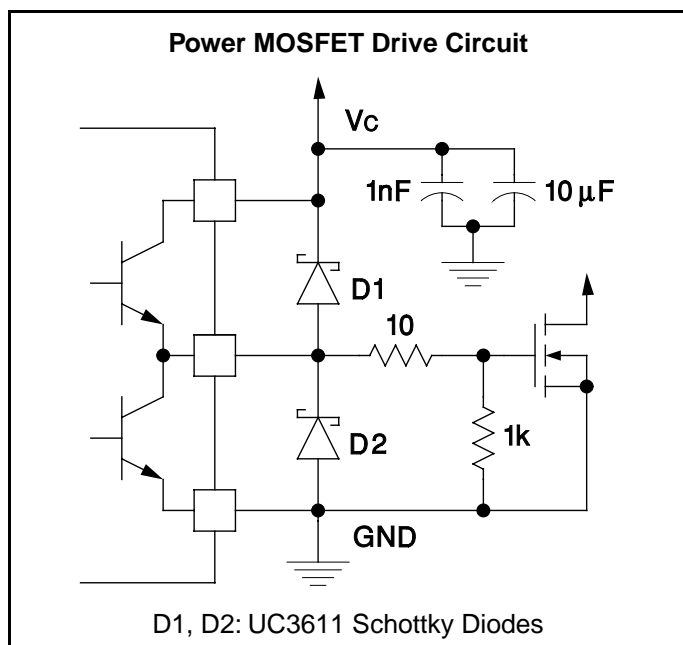 Power MOSFET Drive Circuit
Vc
1nF
10 µF
D1
10
D2
1k
GND
D1, D2: UC3611 Schottky Diodes